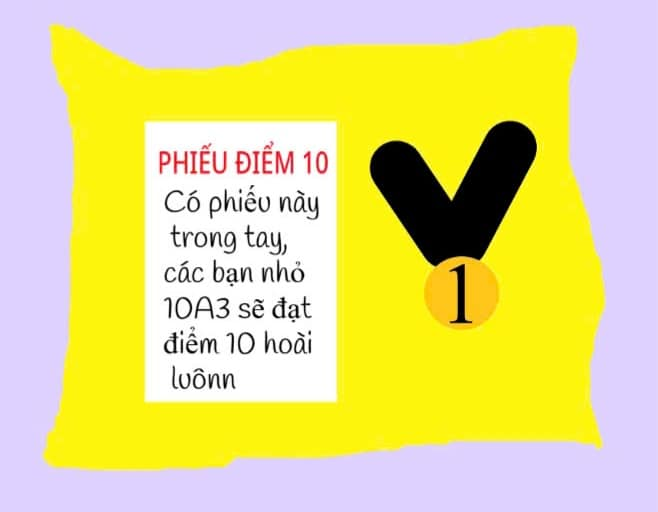 PHIẾU ĐIỂM 10
Có phiếu này
trong tay,
các bạn nhỏ
10A3 sẽ đạt
điểm 10 hoài
luônn
1